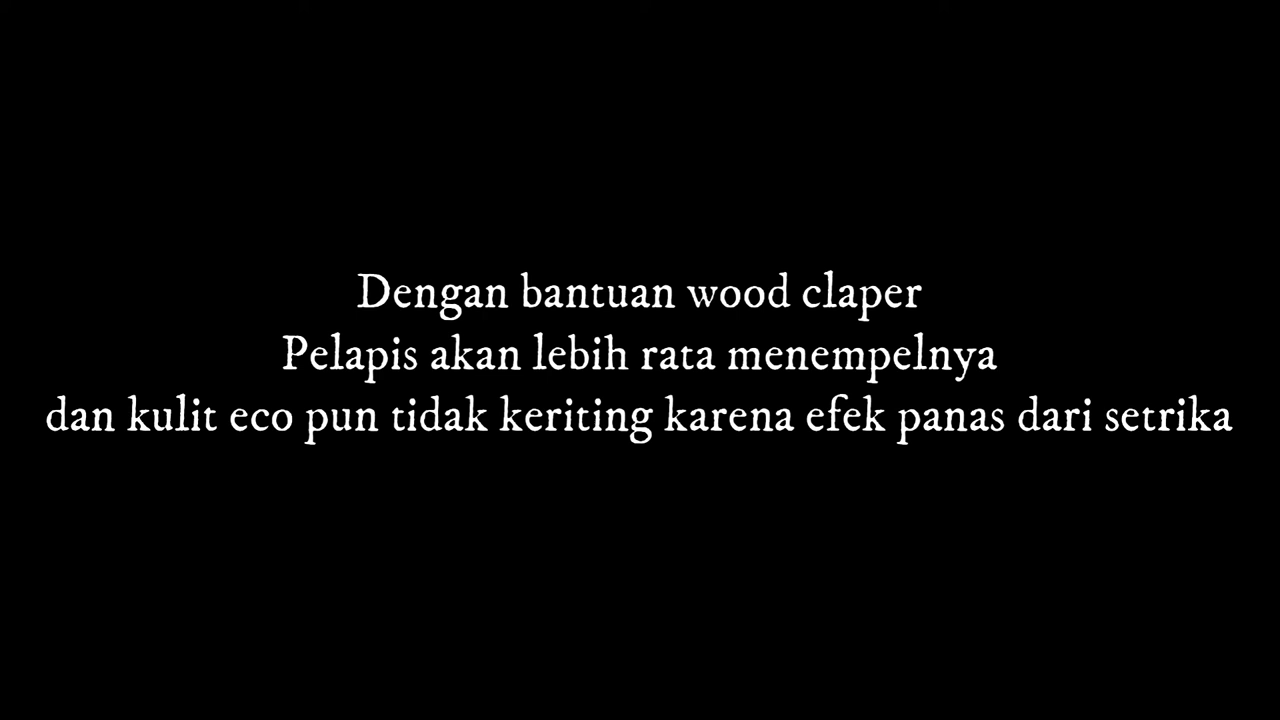 Dengan bantuan wood claper
Pelapis akan lebih rata menempelnya
dan kulit eco pun tidak keriting karena efek panas dari setrika